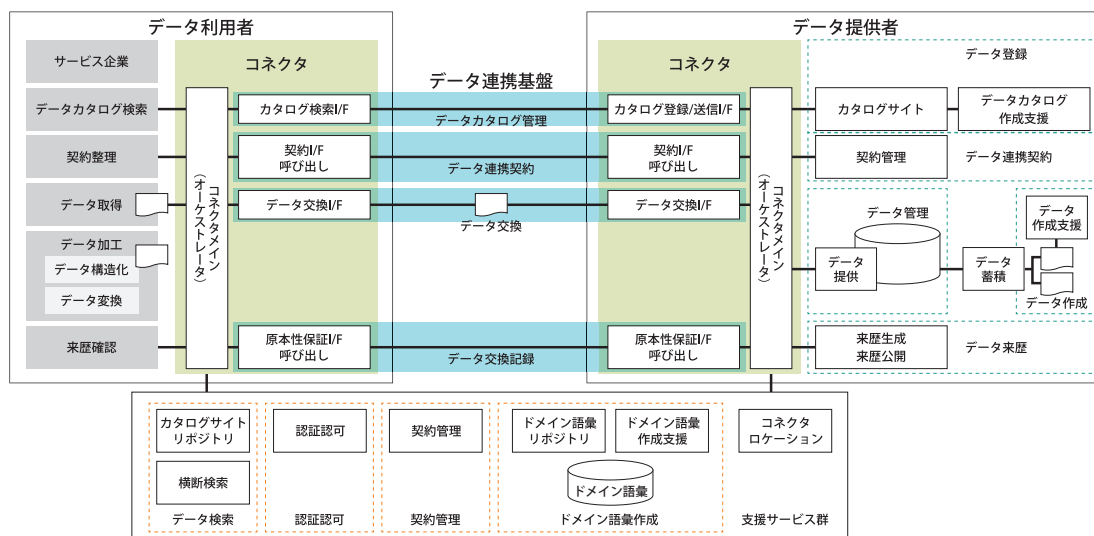 データ利用者
サービス企業
データカタログ検索
契約整理
データ取得
データ加工
データ構造化
データ変換
来歴確認
コネクタ
コネクタメイン
(オーケストレータ)
カタログ検索I/F
契約I/F
呼び出し
データ交換I/F
原本性保証I/F
呼び出し
データ連携基盤
データカタログ管理
データ連携契約
データ交換
データ交換記録
データ提供者
コネクタ
カタログ登録/送信I/F
契約I/F
呼び出し
データ交換I/F
原本性保証I/F
呼び出し
コネクタメイン
(オーケストレータ)
データ登録
カタログサイト
データカタログ
作成支援
契約管理
データ連携契約
データ管理
データ
提供
データ
蓄積
データ
作成支援
データ作成
来歴生成
来歴公開
データ来歴
カタログサイト
リポジトリ
横断検索
データ検索
認証認可
認証認可
契約管理
契約管理
ドメイン語彙
リポジトリ
ドメイン語彙
作成支援
ドメイン語彙
ドメイン語彙作成
コネクタ
ロケーション
支援サービス群